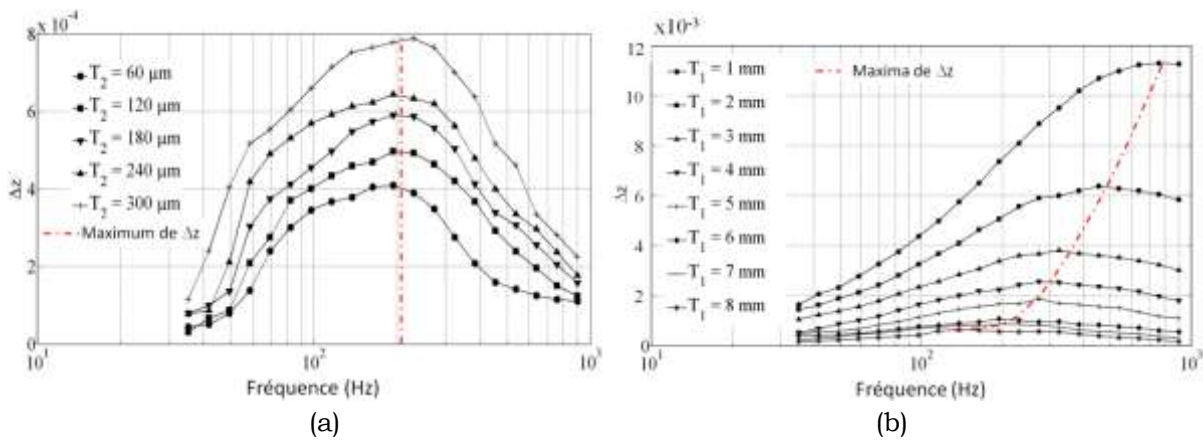 x 10⁻⁴
8
6
4
2
0
Δz
T₂ = 60 µm
T₂ = 120 µm
T₂ = 180 µm
T₂ = 240 µm
T₂ = 300 µm
Maximum de Δz
10¹
10²
10³
Fréquence (Hz)
(a)
x10⁻³
12
10
8
6
4
2
0
Δz
T₁ = 1 mm
T₁ = 2 mm
T₁ = 3 mm
T₁ = 4 mm
T₁ = 5 mm
T₁ = 6 mm
T₁ = 7 mm
T₁ = 8 mm
Maxima de Δz
10¹
10²
10³
Fréquence (Hz)
(b)